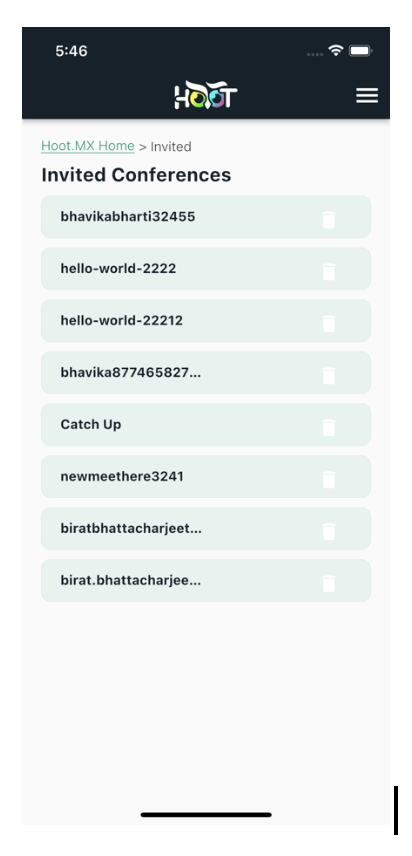 5:46
HOOT
Hoot.MX Home > Invited
Invited Conferences
bhavikabharti32455
hello-world-2222
hello-world-22212
bhavika877465827...
Catch Up
newmeethere3241
biratbhattacharjeet...
birat.bhattacharjee...